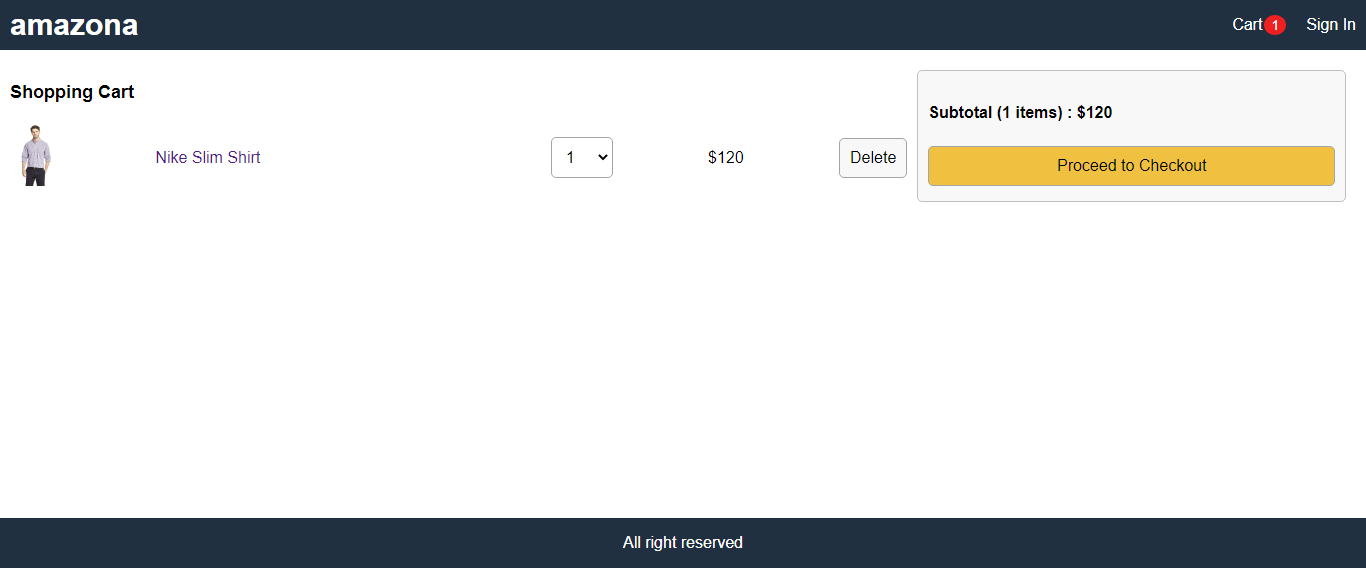 amazona
Cart 1 Sign In
Shopping Cart
Subtotal (1 items) : $120
Nike Slim Shirt 1 $120 Delete
Proceed to Checkout
All right reserved